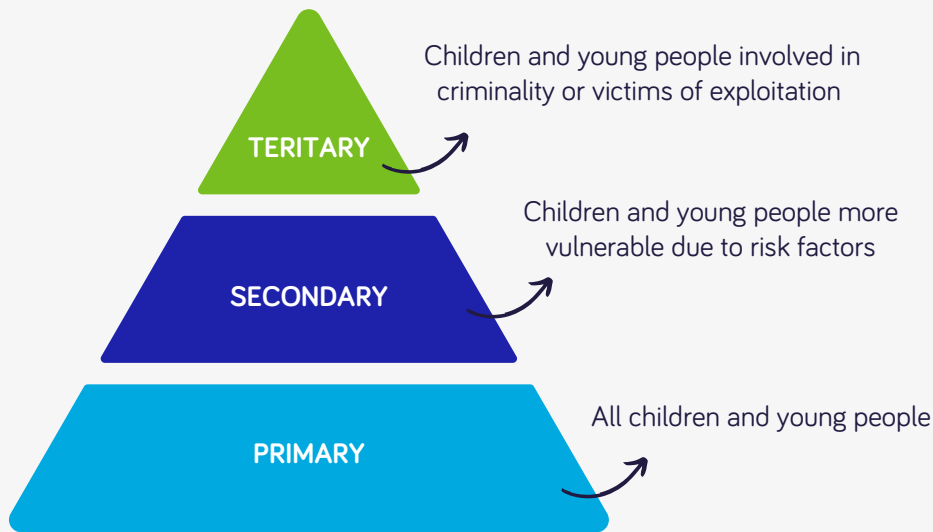 Children and young people involved in
criminality or victims of exploitation
TERITARY
Children and young people more
vulnerable due to risk factors
SECONDARY
All children and young people
PRIMARY